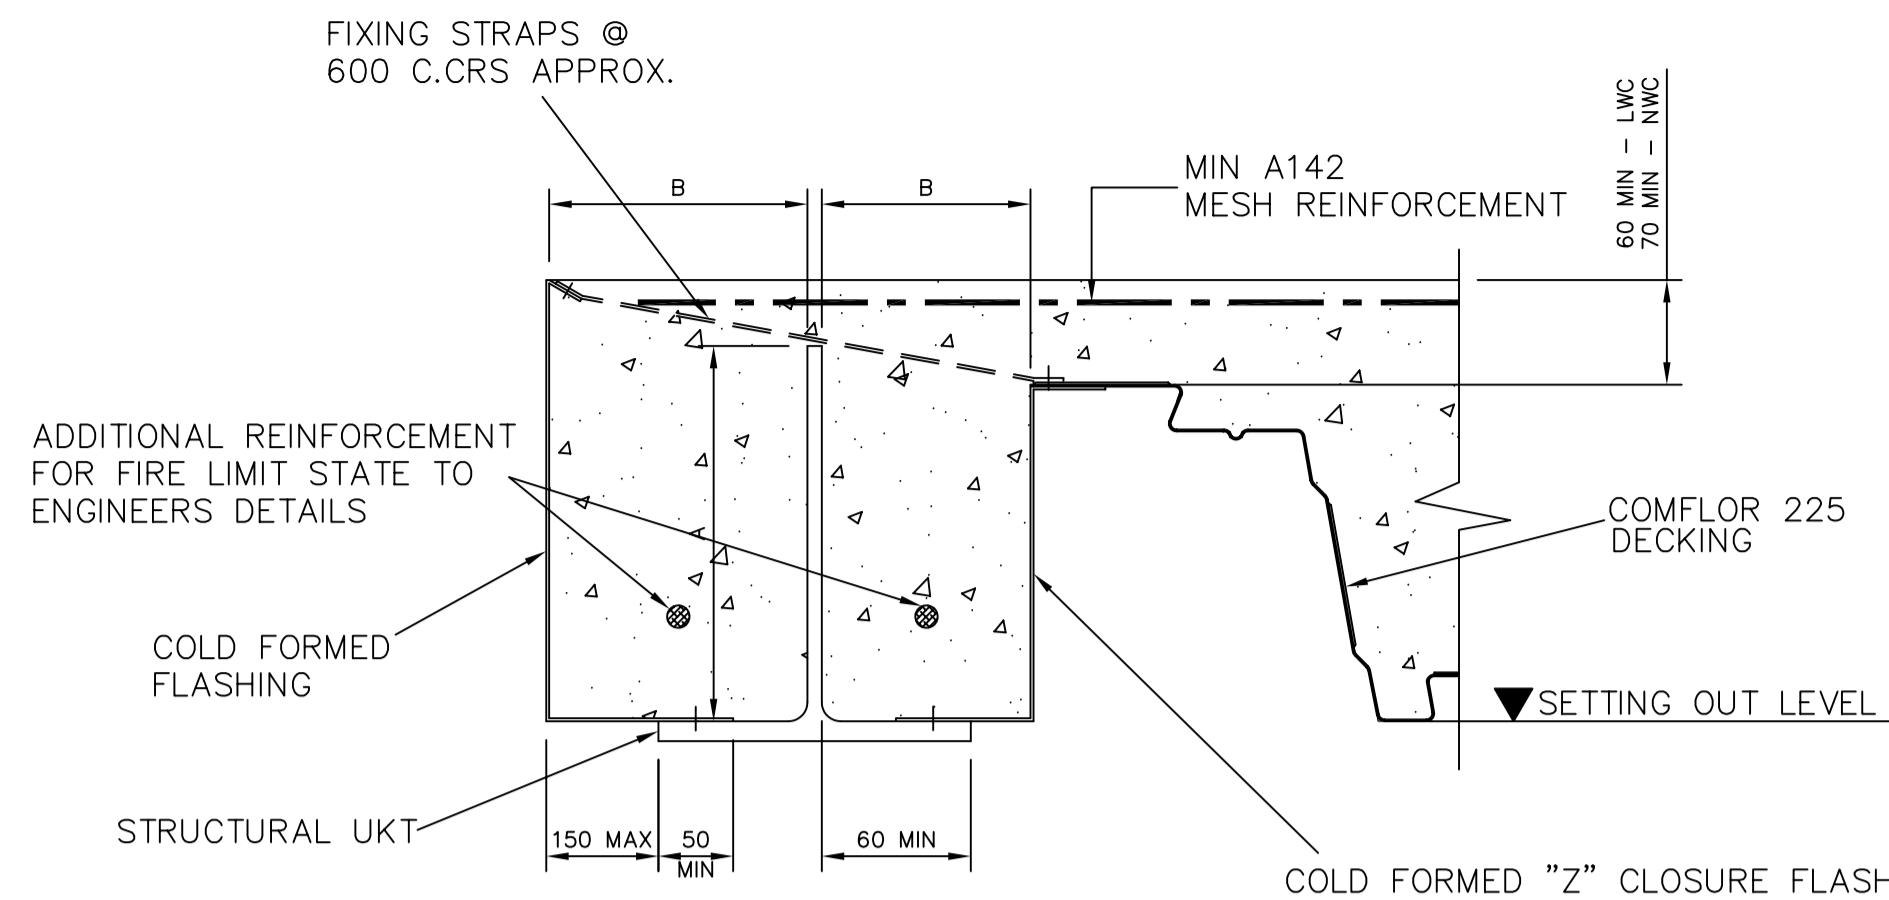 FIXING STRAPS @
600 C.CRS APPROX.
60 MIN - LWC
70 MIN - NWC
B
B
MIN A142
MESH REINFORCEMENT
ADDITIONAL REINFORCEMENT
FOR FIRE LIMIT STATE TO
ENGINEERS DETAILS
A
COMFLOR 225
DECKING
COLD FORMED
FLASHING
SETTING OUT LEVEL
STRUCTURAL UKT
150 MAX
50
MIN
60 MIN
COLD FORMED "Z" CLOSURE FLASH